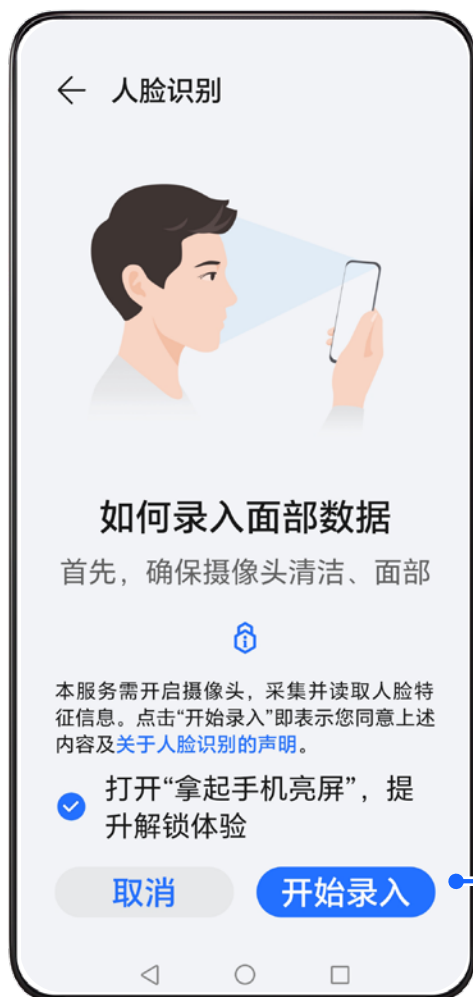 人脸识别
如何录入面部数据
首先，确保摄像头清洁、面部
本服务需开启摄像头，采集并读取人脸特
征信息。点击“开始录入”即表示您同意上述
内容及关于人脸识别的声明。
打开“拿起手机亮屏”，提
升解锁体验
取消
开始录入